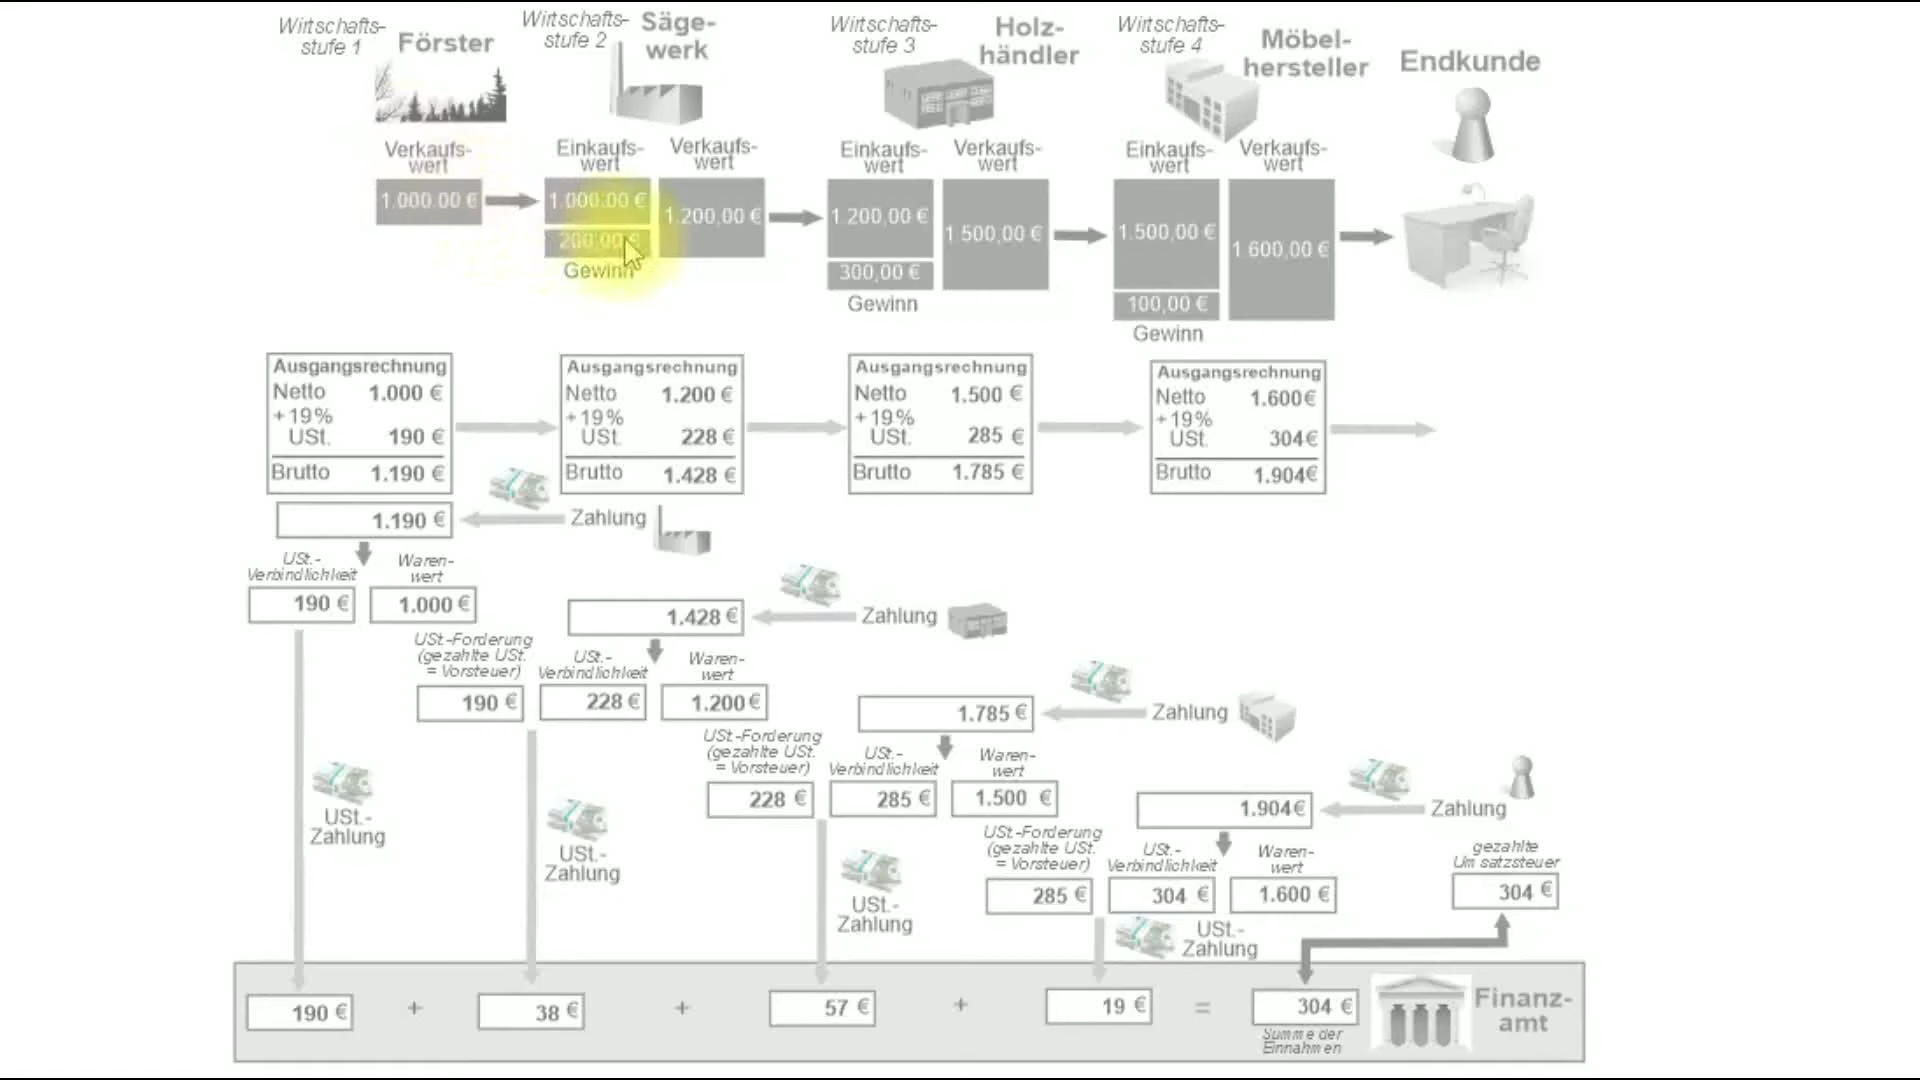 Wirtschafts-
stufe 1
Förster
Wirtschafts-
stufe 2
Säge-
werk
Wirtschafts-
stufe 3
Holz-
händler
Wirtschafts-
stufe 4
Möbel-
hersteller
Endkunde
Verkaufs-
wert
Einkaufs-
wert
Verkaufs-
wert
Einkaufs-
wert
Verkaufs-
wert
Einkaufs-
wert
Verkaufs-
wert
1.000.00 €
1.000.00 €
1.200,00 €
1.200,00 €
1.500,00 €
1.500,00 €
1.600,00 €
200.00 €
Gewinn
300,00 €
Gewinn
100,00 €
Gewinn
Ausgangsrechnung
Netto 1.000 €
+19%
USt. 190 €
Brutto 1.190 €
Ausgangsrechnung
Netto 1.200 €
+19%
USt. 228 €
Brutto 1.428 €
Ausgangsrechnung
Netto 1.500 €
+19%
USt. 285 €
Brutto 1.785 €
Ausgangsrechnung
Netto 1.600€
+19%
USt. 304€
Brutto 1.904€
1.190 €
Zahlung
USt.-
Verbindlichkeit
Waren-
wert
190 €
1.000 €
1.428 €
Zahlung
USt.-Forderung
(gezahlte USt.
= Vorsteuer)
USt.-
Verbindlichkeit
Waren-
wert
190 €
228 €
1.200 €
1.785 €
Zahlung
USt.-Forderung
(gezahlte USt.
= Vorsteuer)
USt.-
Verbindlichkeit
Waren-
wert
228 €
285 €
1.500 €
1.904€
Zahlung
USt.-Forderung
(gezahlte USt.
= Vorsteuer)
USt.-
Verbindlichkeit
Waren-
wert
gezahlte
Umsatzsteuer
285 €
304 €
1.600 €
304 €
USt.-
Zahlung
USt.-
Zahlung
USt.-
Zahlung
USt.-
Zahlung
190 € + 38 € + 57 € + 19 € = 304 €
Summe der
Einnahmen
Finanz-
amt